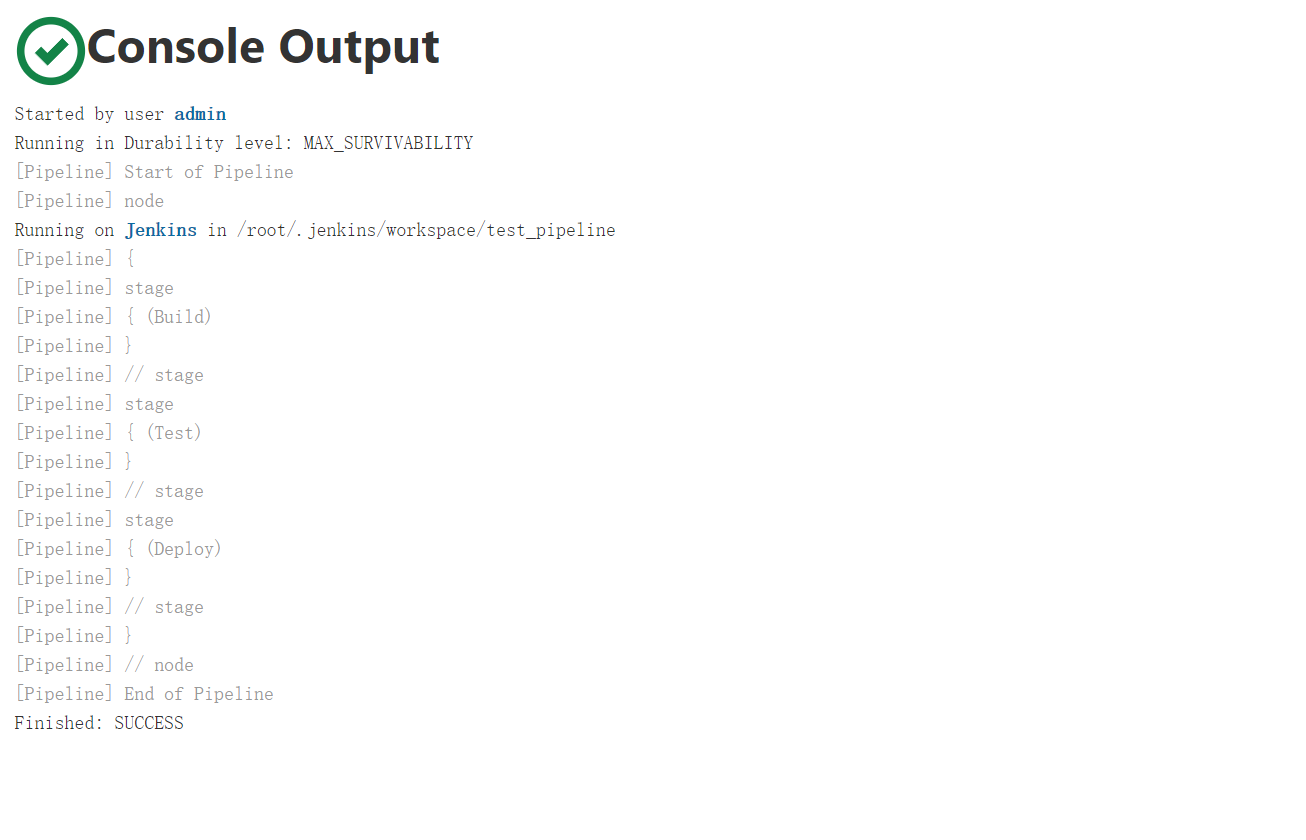 Console Output
Started by user admin
Running in Durability level: MAX_SURVIVABILITY
[Pipeline] Start of Pipeline
[Pipeline] node
Running on Jenkins in /root/.jenkins/workspace/test_pipeline
[Pipeline] {
[Pipeline] stage
[Pipeline] { (Build)
[Pipeline] }
[Pipeline] // stage
[Pipeline] stage
[Pipeline] { (Test)
[Pipeline] }
[Pipeline] // stage
[Pipeline] stage
[Pipeline] { (Deploy)
[Pipeline] }
[Pipeline] // stage
[Pipeline] }
[Pipeline] // node
[Pipeline] End of Pipeline
Finished: SUCCESS